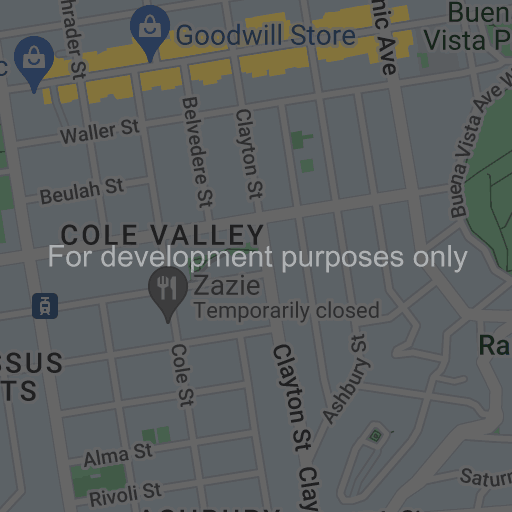 Buen
Vista P
Goodwill Store
hrader St
nic Ave
C
Waller St
Belvedere St
Clayton St
Buena Vista Ave W
Beulah St
COLE VALLEY
For development purposes only
Zazie
Temporarily closed
SSUS
TS
Cole St
Clayton St
Ashbury St
Ra
Alma St
Rivoli St
Clay
Saturn